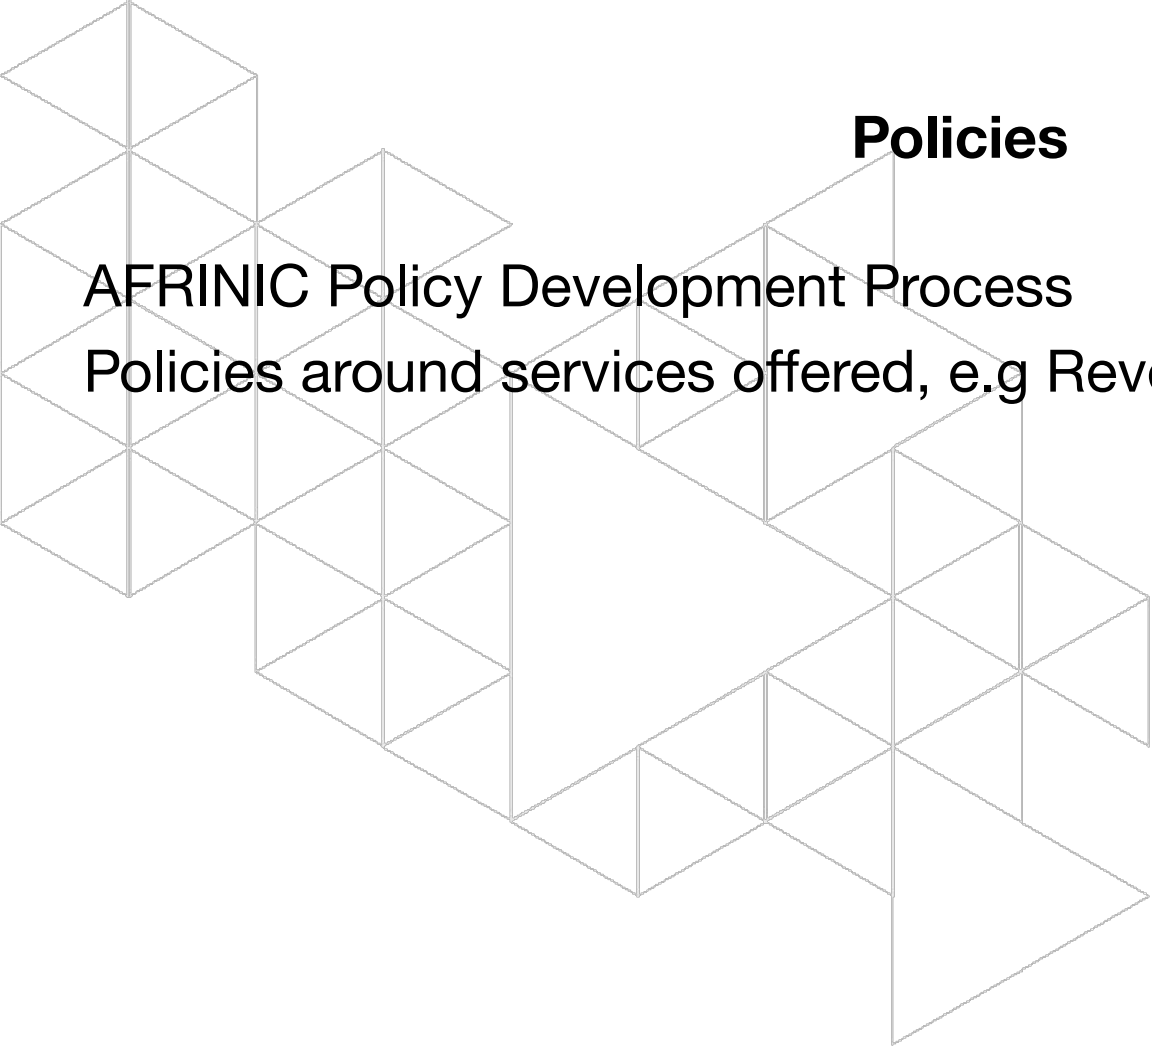 Policies
AFRINIC Policy Development Process
Policies around services offered, e.g